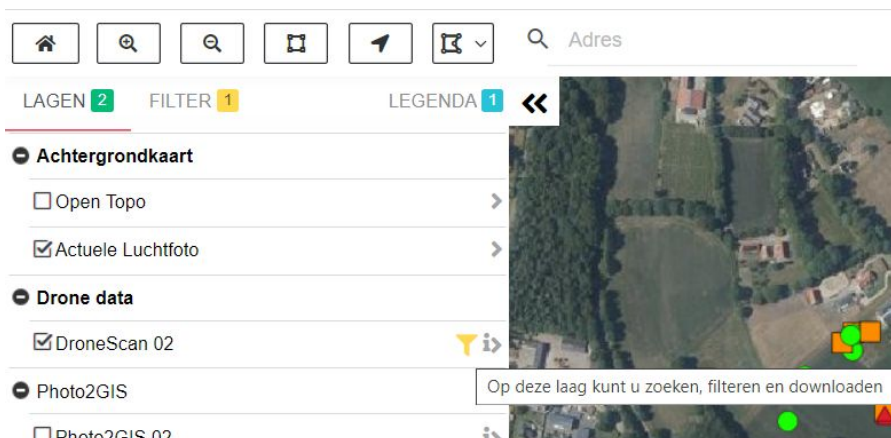 Adres
LAGEN 2 FILTER 1 LEGENDA 1
Achtergrondkaart
Open Topo
Actuele Luchtfoto
Drone data
DroneScan 02
Op deze laag kunt u zoeken, filteren en downloaden
Photo2GIS
Photo2GIS 02